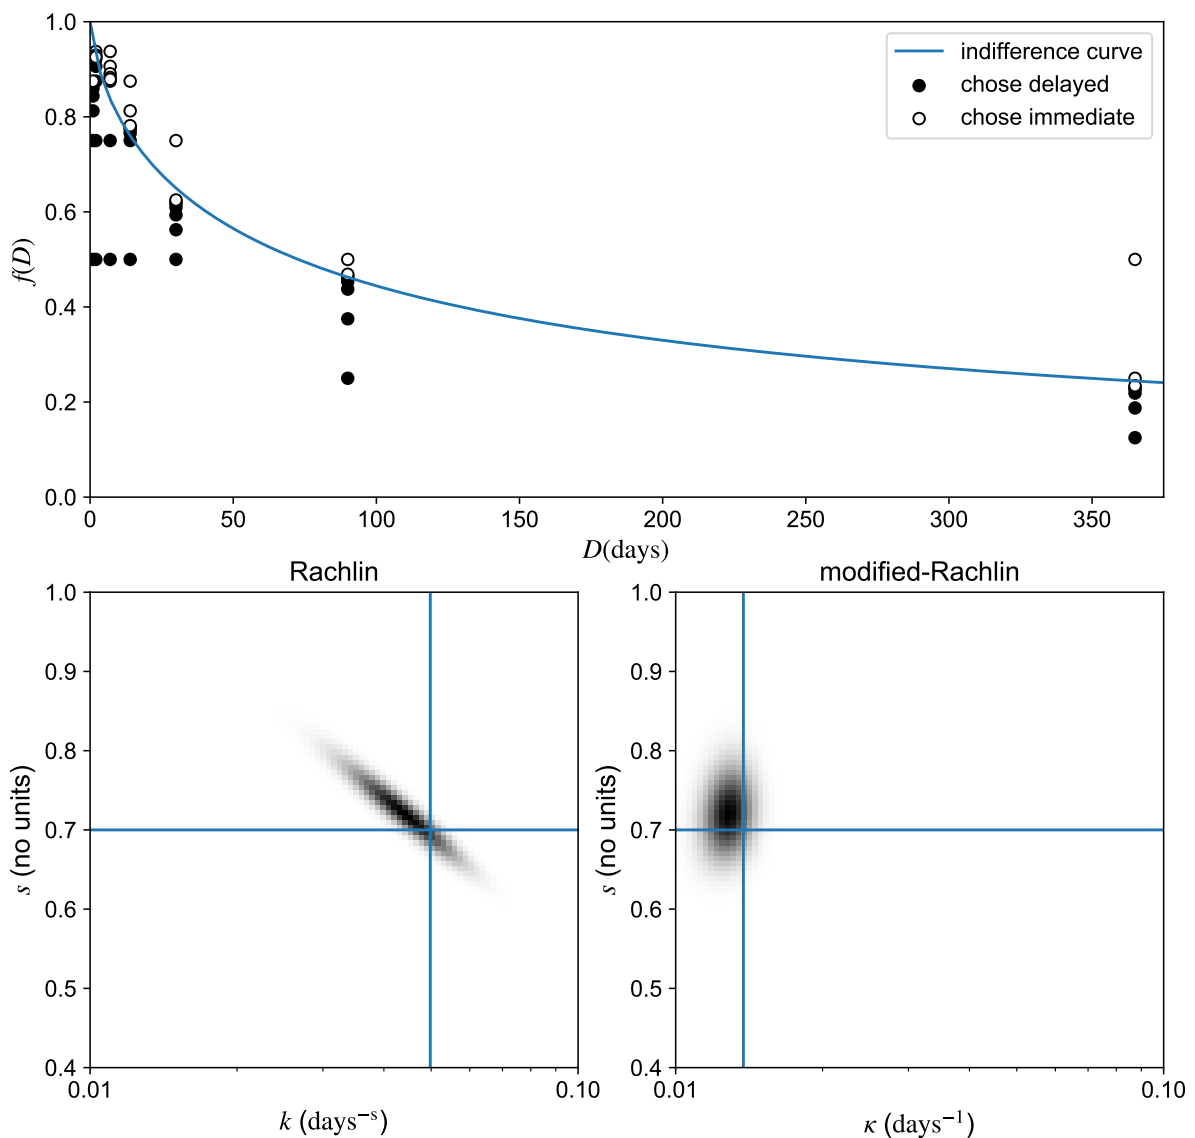 1.0
0.8
0.6
0.4
0.2
0.0
f(D)
indifference curve
chose delayed
chose immediate
0 50 100 150 200 250 300 350
D(days)
Rachlin
1.0
0.9
0.8
0.7
0.6
0.5
0.4
s (no units)
0.01 0.10
k (days⁻ˢ)
modified-Rachlin
1.0
0.9
0.8
0.7
0.6
0.5
0.4
s (no units)
0.01 0.10
κ (days⁻¹)